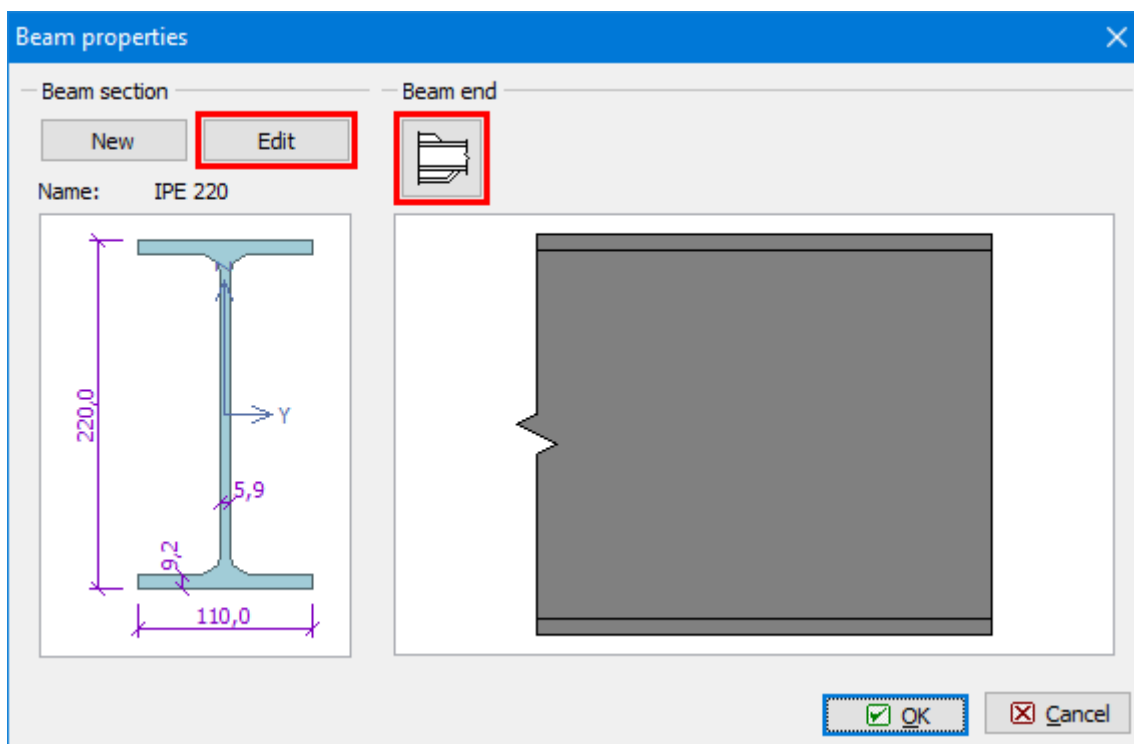 Beam properties
Beam section
Beam end
New
Edit
Name: IPE 220
220,0
Y
5,9
9,2
110,0
OK
Cancel